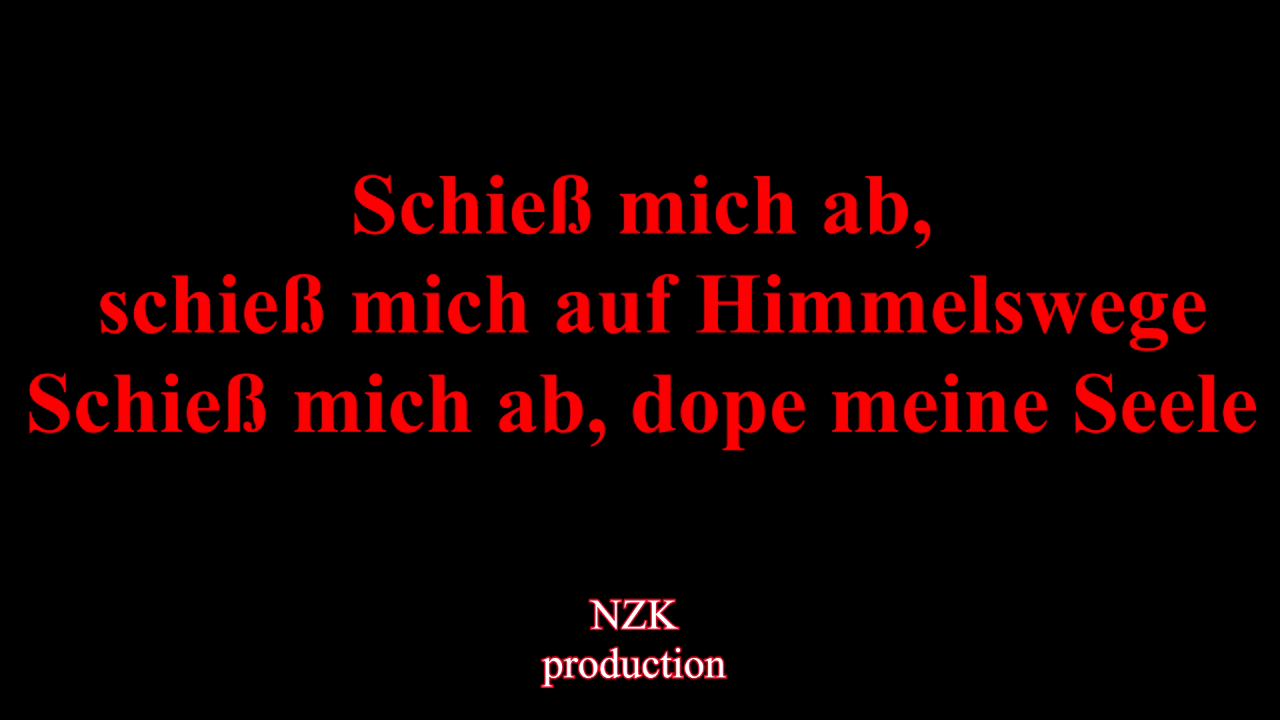 Schieß mich ab,
schieß mich auf Himmelswege
Schieß mich ab, dope meine Seele
NZK
production